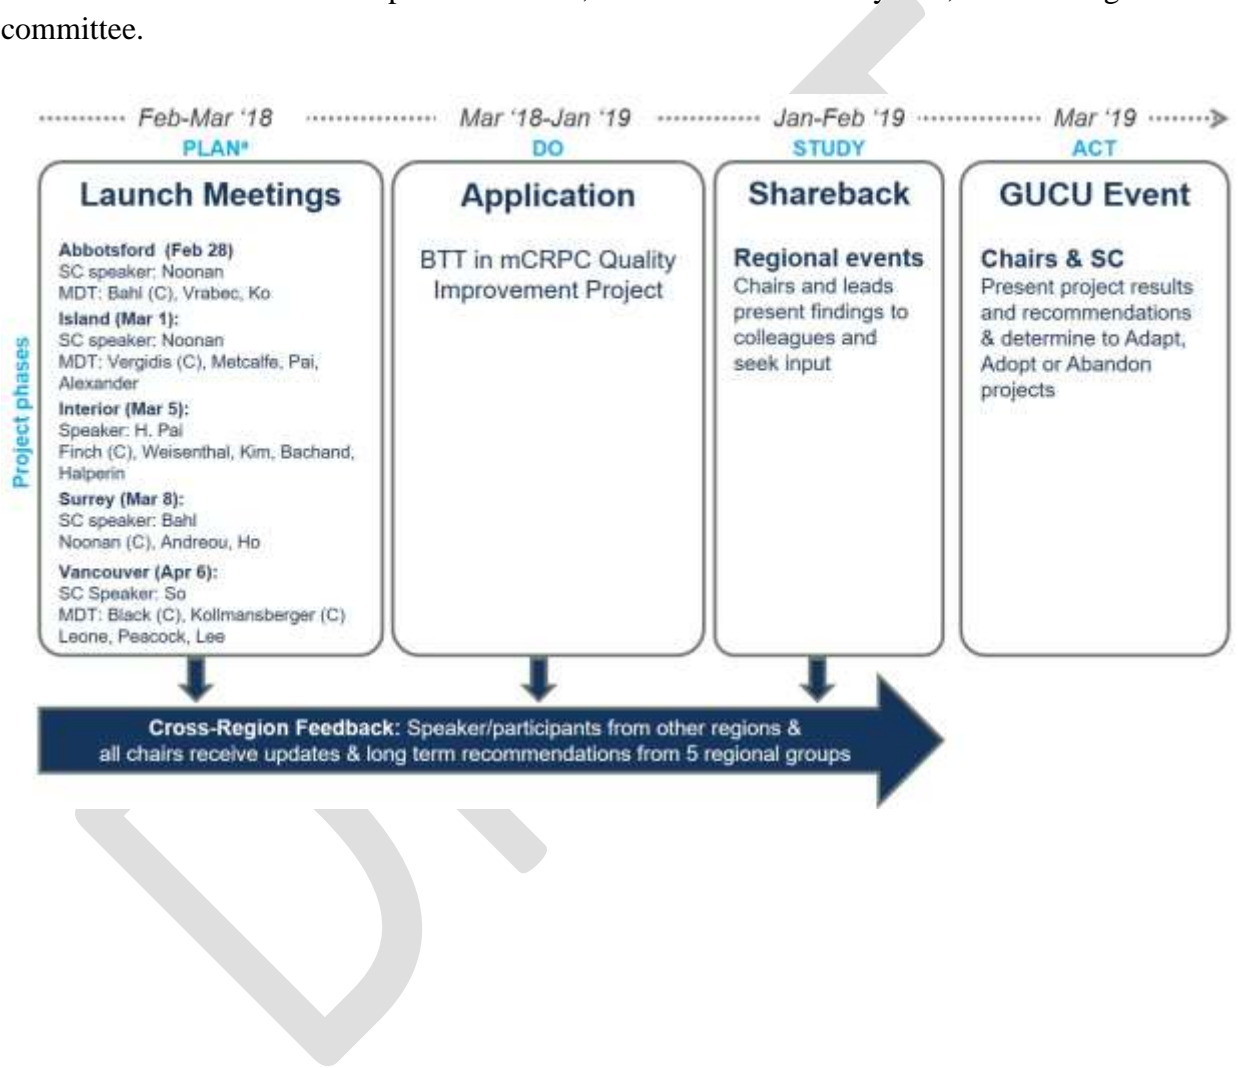 committee.
Feb-Mar ‘18
Mar ‘18-Jan ‘19
Jan-Feb ‘19
Mar ‘19
PLAN*
DO
STUDY
ACT
Project phases
Launch Meetings
Abbotsford (Feb 28)
SC speaker: Noonan
MDT: Bahl (C), Vrabec, Ko
Island (Mar 1):
SC speaker: Noonan
MDT: Vergidis (C), Metcalfe, Pai,
Alexander
Interior (Mar 5):
Speaker: H. Pai
Finch (C), Weisenthal, Kim, Bachand,
Halperin
Surrey (Mar 8):
SC speaker: Bahl
Noonan (C), Andreou, Ho
Vancouver (Apr 6):
SC Speaker: So
MDT: Black (C), Kollmansberger (C)
Leone, Peacock, Lee
Application
BTT in mCRPC Quality
Improvement Project
Shareback
Regional events
Chairs and leads
present findings to
colleagues and
seek input
GUCU Event
Chairs & SC
Present project results
and recommendations
& determine to Adapt,
Adopt or Abandon
projects
Cross-Region Feedback: Speaker/participants from other regions &
all chairs receive updates & long term recommendations from 5 regional groups